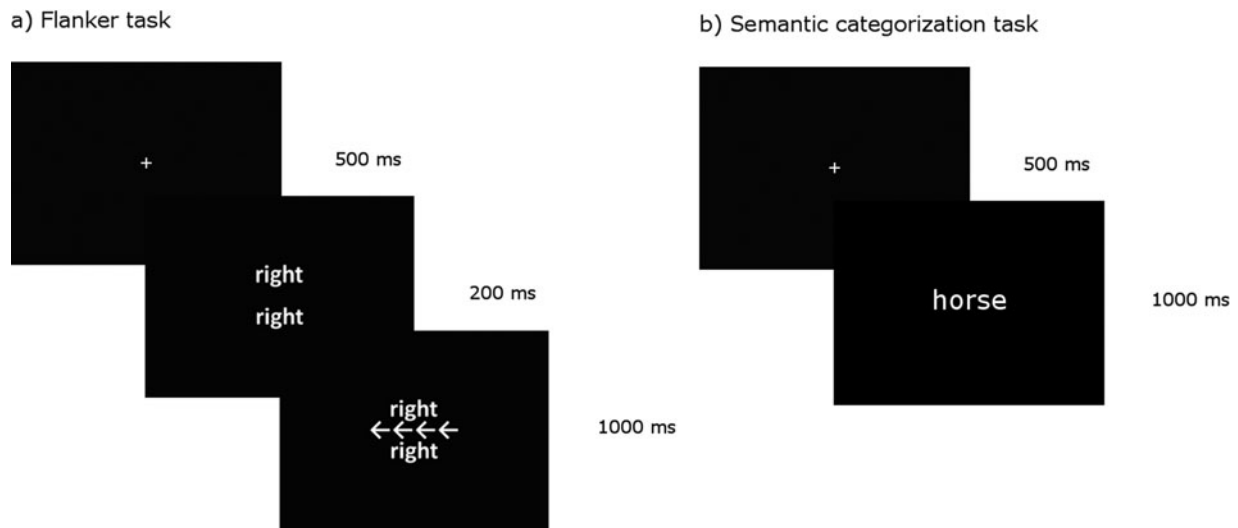 a) Flanker task
+
500 ms
right
right
200 ms
right
←←←←
right
1000 ms
b) Semantic categorization task
+
500 ms
horse
1000 ms